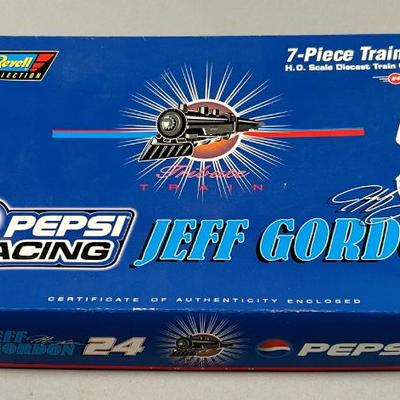 Revell
COLLECTION
7-Piece Train
H.O. Scale Diecast Train
Tribute
TRAIN
PEPSI
RACING
JEFF GORDON
CERTIFICATE OF AUTHENTICITY ENCLOSED
JEFF
GORDON 24
PEPSI